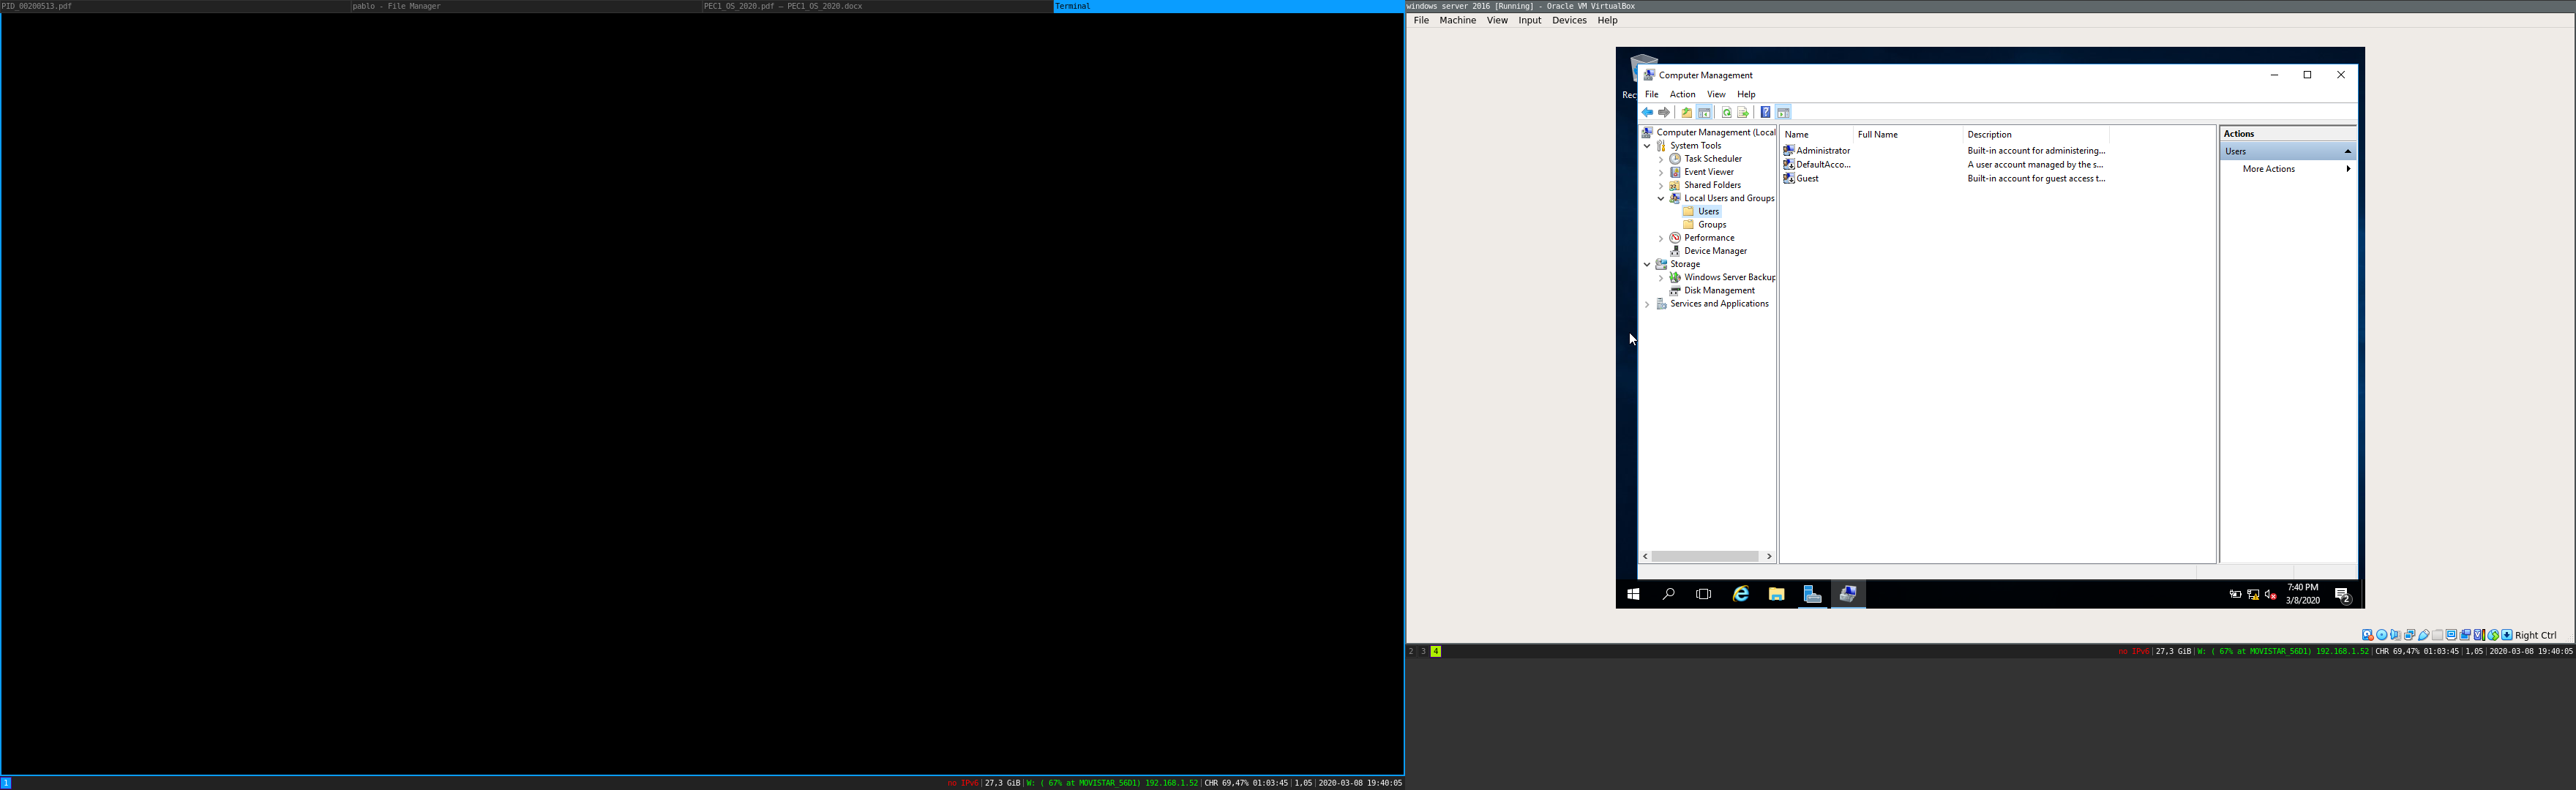 PID_00200513.pdf
pablo - File Manager
PEC1_OS_2020.pdf — PEC1_OS_2020.docx
Terminal
1
no IPv6|27,3 GiB|W: ( 67% at MOVISTAR_56D1) 192.168.1.52|CHR 69,47% 01:03:45|1,05|2020-03-08 19:40:05
windows server 2016 [Running] - Oracle VM VirtualBox
File Machine View Input Devices Help
Rec
Computer Management
File Action View Help
Computer Management (Local
System Tools
Task Scheduler
Event Viewer
Shared Folders
Local Users and Groups
Users
Groups
Performance
Device Manager
Storage
Windows Server Backup
Disk Management
Services and Applications
Name Full Name Description
Administrator Built-in account for administering...
DefaultAcco... A user account managed by the s...
Guest Built-in account for guest access t...
Actions
Users
More Actions
7:40 PM
3/8/2020
2
Right Ctrl
2 3 4
no IPv6|27,3 GiB|W: ( 67% at MOVISTAR_56D1) 192.168.1.52|CHR 69,47% 01:03:45|1,05|2020-03-08 19:40:05